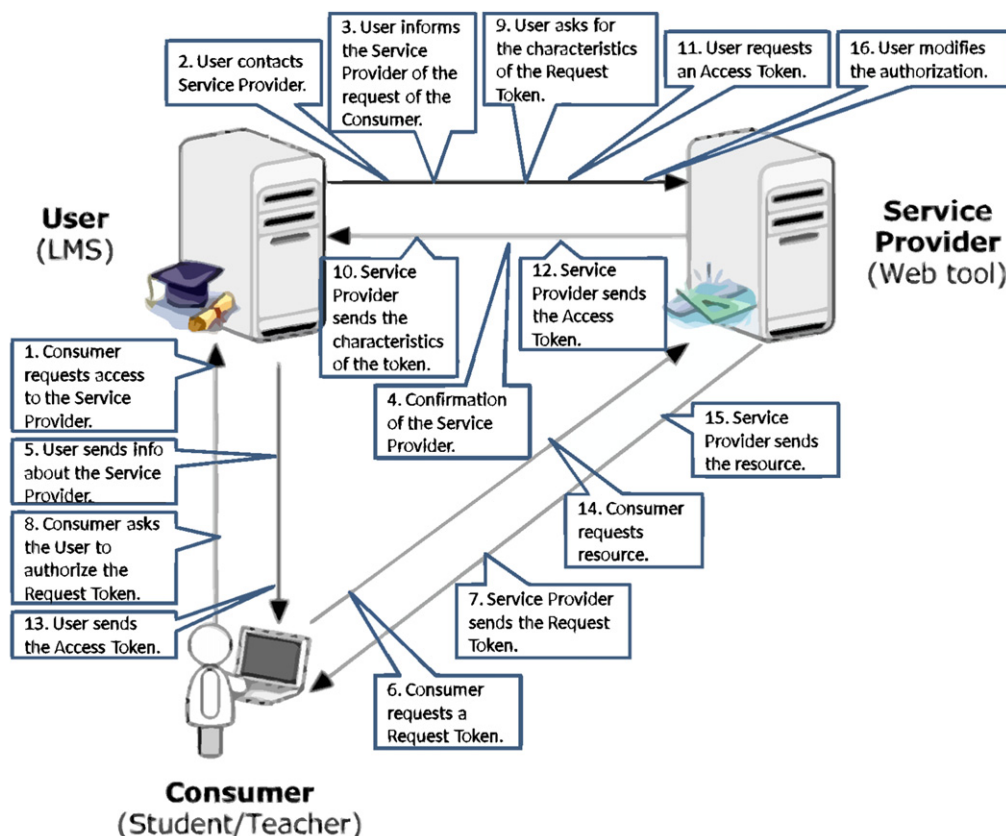 2. User contacts
Service Provider.
3. User informs
the Service
Provider of the
request of the
Consumer.
9. User asks for
the characteristics
of the Request
Token.
11. User requests
an Access Token.
16. User modifies
the authorization.
User
(LMS)
Service
Provider
(Web tool)
10. Service
Provider
sends the
characteristics
of the token.
12. Service
Provider sends
the Access
Token.
1. Consumer
requests access
to the Service
Provider.
4. Confirmation
of the Service
Provider.
15. Service
Provider sends
the resource.
5. User sends info
about the Service
Provider.
14. Consumer
requests
resource.
8. Consumer asks
the User to
authorize the
Request Token.
7. Service Provider
sends the Request
Token.
13. User sends
the Access Token.
6. Consumer
requests a
Request Token.
Consumer
(Student/Teacher)